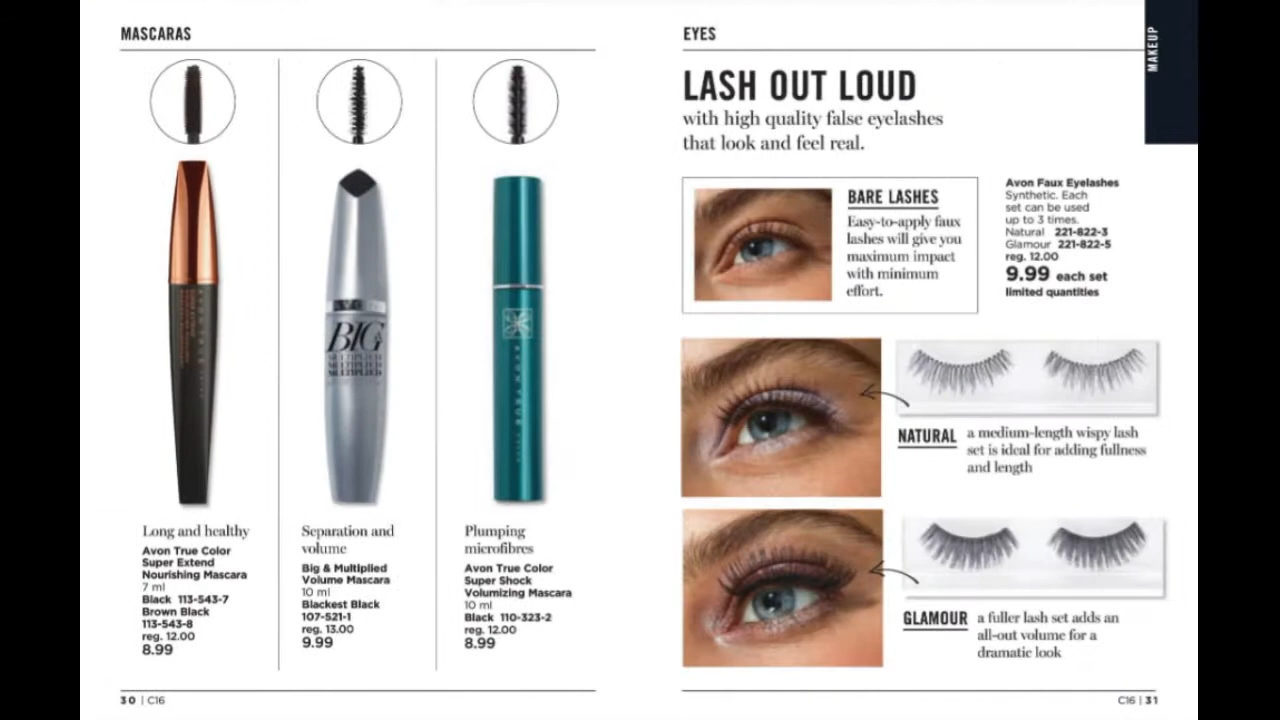 MASCARAS
BIG
MULTIPLIED
MULTIPLIED
MULTIPLIED
AVON TRUE COLOR
Long and healthy
Avon True Color
Super Extend
Nourishing Mascara
7 ml
Black 113-543-7
Brown Black
113-543-8
reg. 12.00
8.99
Separation and
volume
Big & Multiplied
Volume Mascara
10 ml
Blackest Black
107-521-1
reg. 13.00
9.99
Plumping
microfibres
Avon True Color
Super Shock
Volumizing Mascara
10 ml
Black 110-323-2
reg. 12.00
8.99
30 | C16
EYES
MAKEUP
LASH OUT LOUD
with high quality false eyelashes
that look and feel real.
BARE LASHES
Easy-to-apply faux
lashes will give you
maximum impact
with minimum
effort.
Avon Faux Eyelashes
Synthetic. Each
set can be used
up to 3 times.
Natural 221-822-3
Glamour 221-822-5
reg. 12.00
9.99 each set
limited quantities
NATURAL a medium-length wispy lash
set is ideal for adding fullness
and length
GLAMOUR a fuller lash set adds an
all-out volume for a
dramatic look
C16 | 31